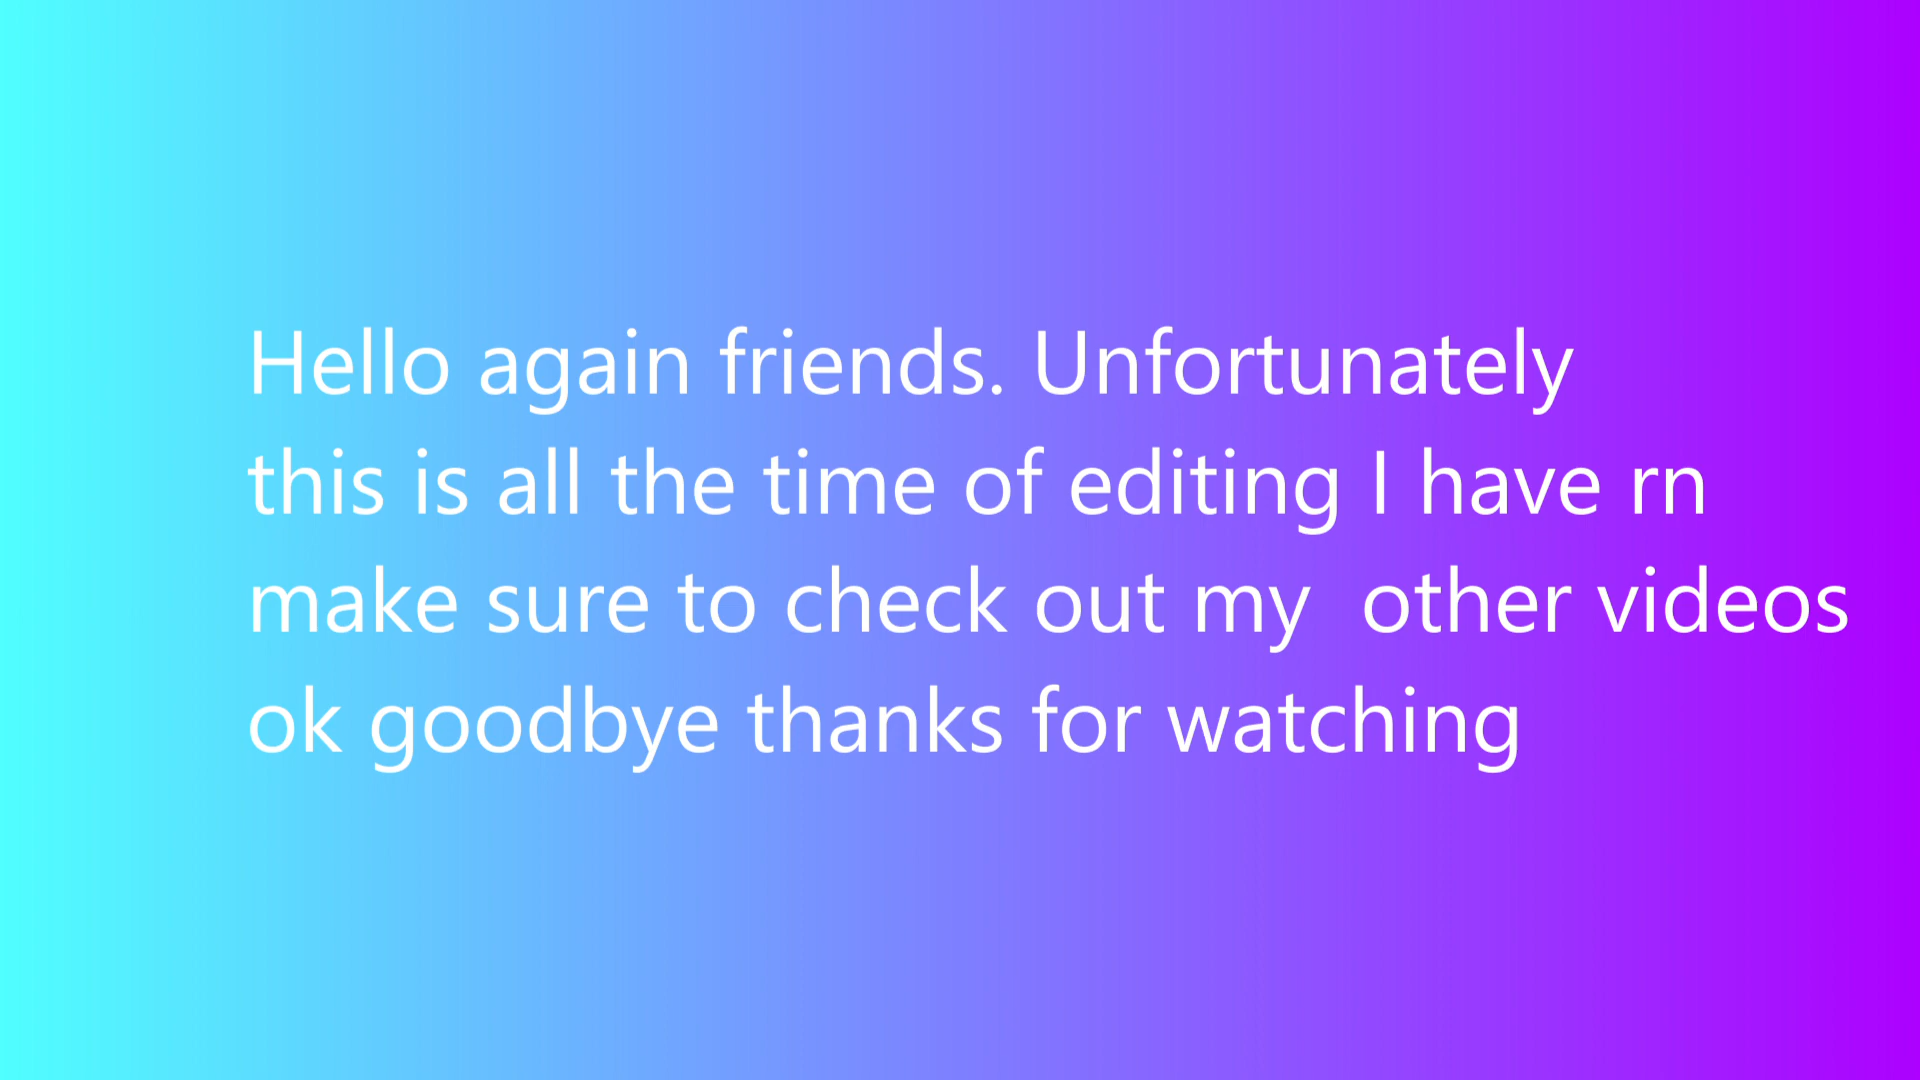 Hello again friends. Unfortunately
this is all the time of editing I have rn
make sure to check out my  other videos
ok goodbye thanks for watching